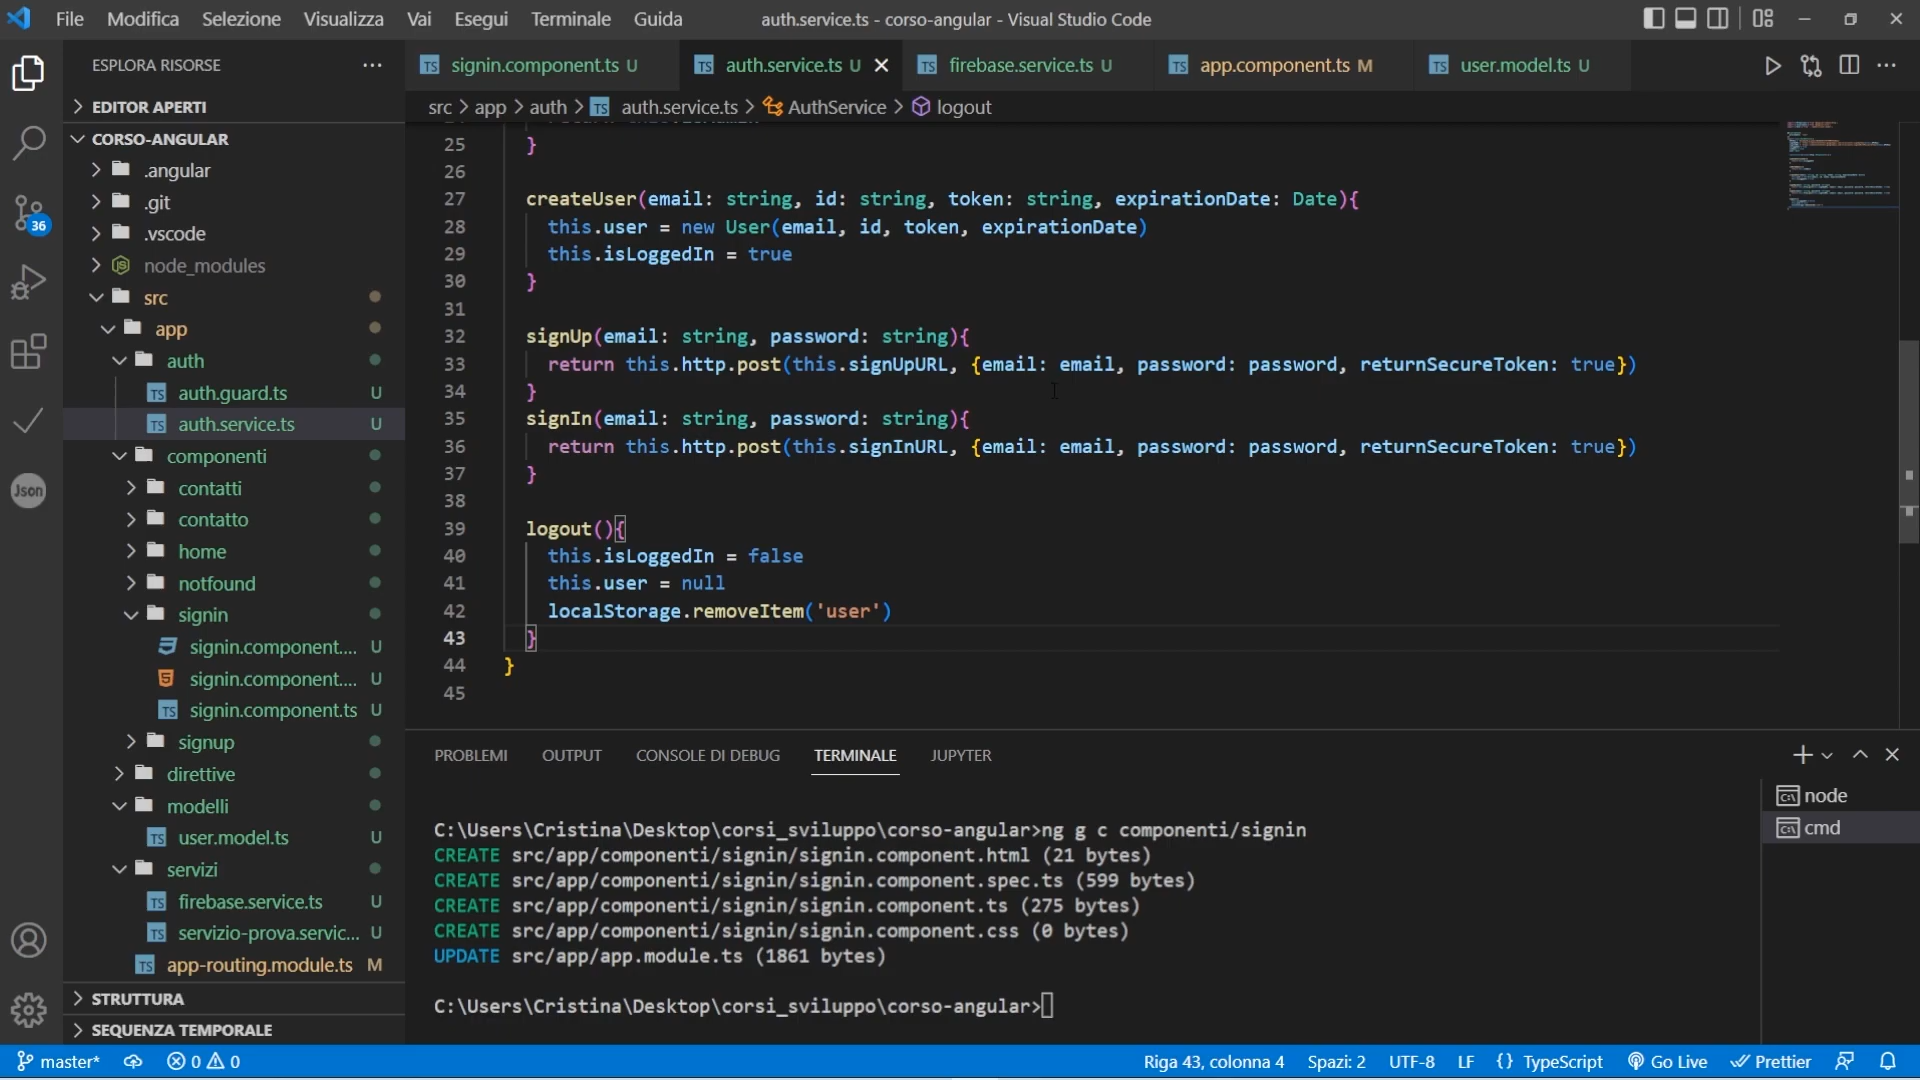 File Modifica Selezione Visualizza Vai Esegui Terminale Guida auth.service.ts - corso-angular - Visual Studio Code
ESPLORA RISORSE
EDITOR APERTI
CORSO-ANGULAR
.angular
.git
.vscode
node_modules
src
app
auth
auth.guard.ts U
auth.service.ts U
componenti
contatti
contatto
home
notfound
signin
signin.component.... U
signin.component.... U
signin.component.ts U
signup
direttive
modelli
user.model.ts U
servizi
firebase.service.ts U
servizio-prova.servic... U
app-routing.module.ts M
STRUTTURA
SEQUENZA TEMPORALE
36
Json
signin.component.ts U auth.service.ts U firebase.service.ts U app.component.ts M user.model.ts U
src > app > auth > TS auth.service.ts > AuthService > logout
25 }
26
27 createUser(email: string, id: string, token: string, expirationDate: Date){
28 this.user = new User(email, id, token, expirationDate)
29 this.isLoggedIn = true
30 }
31
32 signUp(email: string, password: string){
33 return this.http.post(this.signUpURL, {email: email, password: password, returnSecureToken: true})
34 }
35 signIn(email: string, password: string){
36 return this.http.post(this.signInURL, {email: email, password: password, returnSecureToken: true})
37 }
38
39 logout(){
40 this.isLoggedIn = false
41 this.user = null
42 localStorage.removeItem('user')
43 }
44 }
45
PROBLEMI OUTPUT CONSOLE DI DEBUG TERMINALE JUPYTER
C:\Users\Cristina\Desktop\corsi_sviluppo\corso-angular>ng g c componenti/signin
CREATE src/app/componenti/signin/signin.component.html (21 bytes)
CREATE src/app/componenti/signin/signin.component.spec.ts (599 bytes)
CREATE src/app/componenti/signin/signin.component.ts (275 bytes)
CREATE src/app/componenti/signin/signin.component.css (0 bytes)
UPDATE src/app/app.module.ts (1861 bytes)
C:\Users\Cristina\Desktop\corsi_sviluppo\corso-angular>
node
cmd
master* 0 0 Riga 43, colonna 4 Spazi: 2 UTF-8 LF {} TypeScript Go Live Prettier